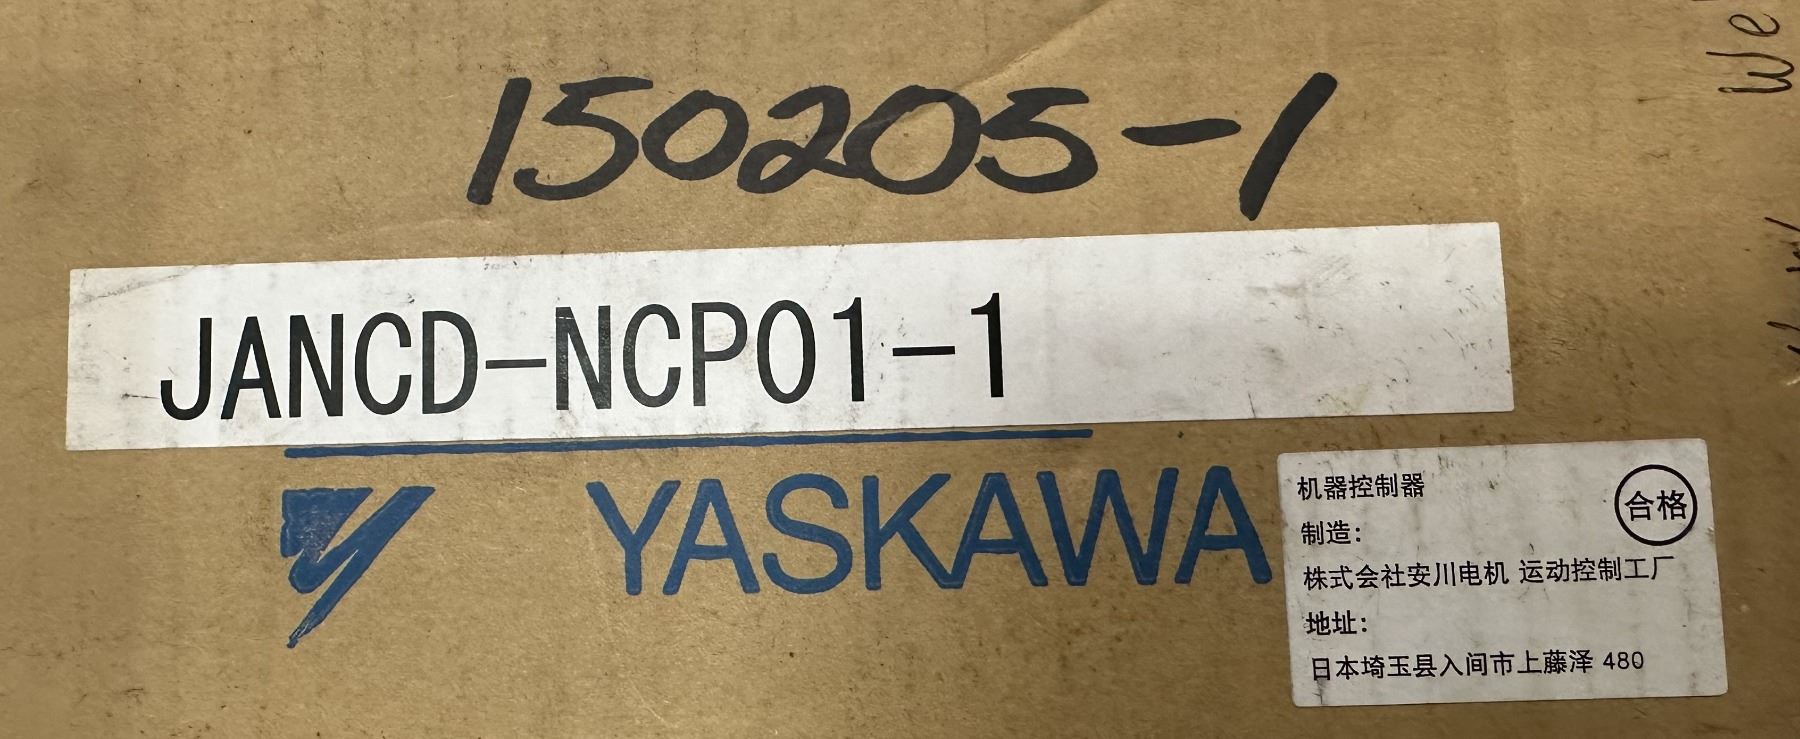 150205-1
JANCD-NCP01-1
YASKAWA
机器控制器
合格
制造:
株式会社安川电机 运动控制工厂
地址:
日本埼玉县入间市上藤泽 480